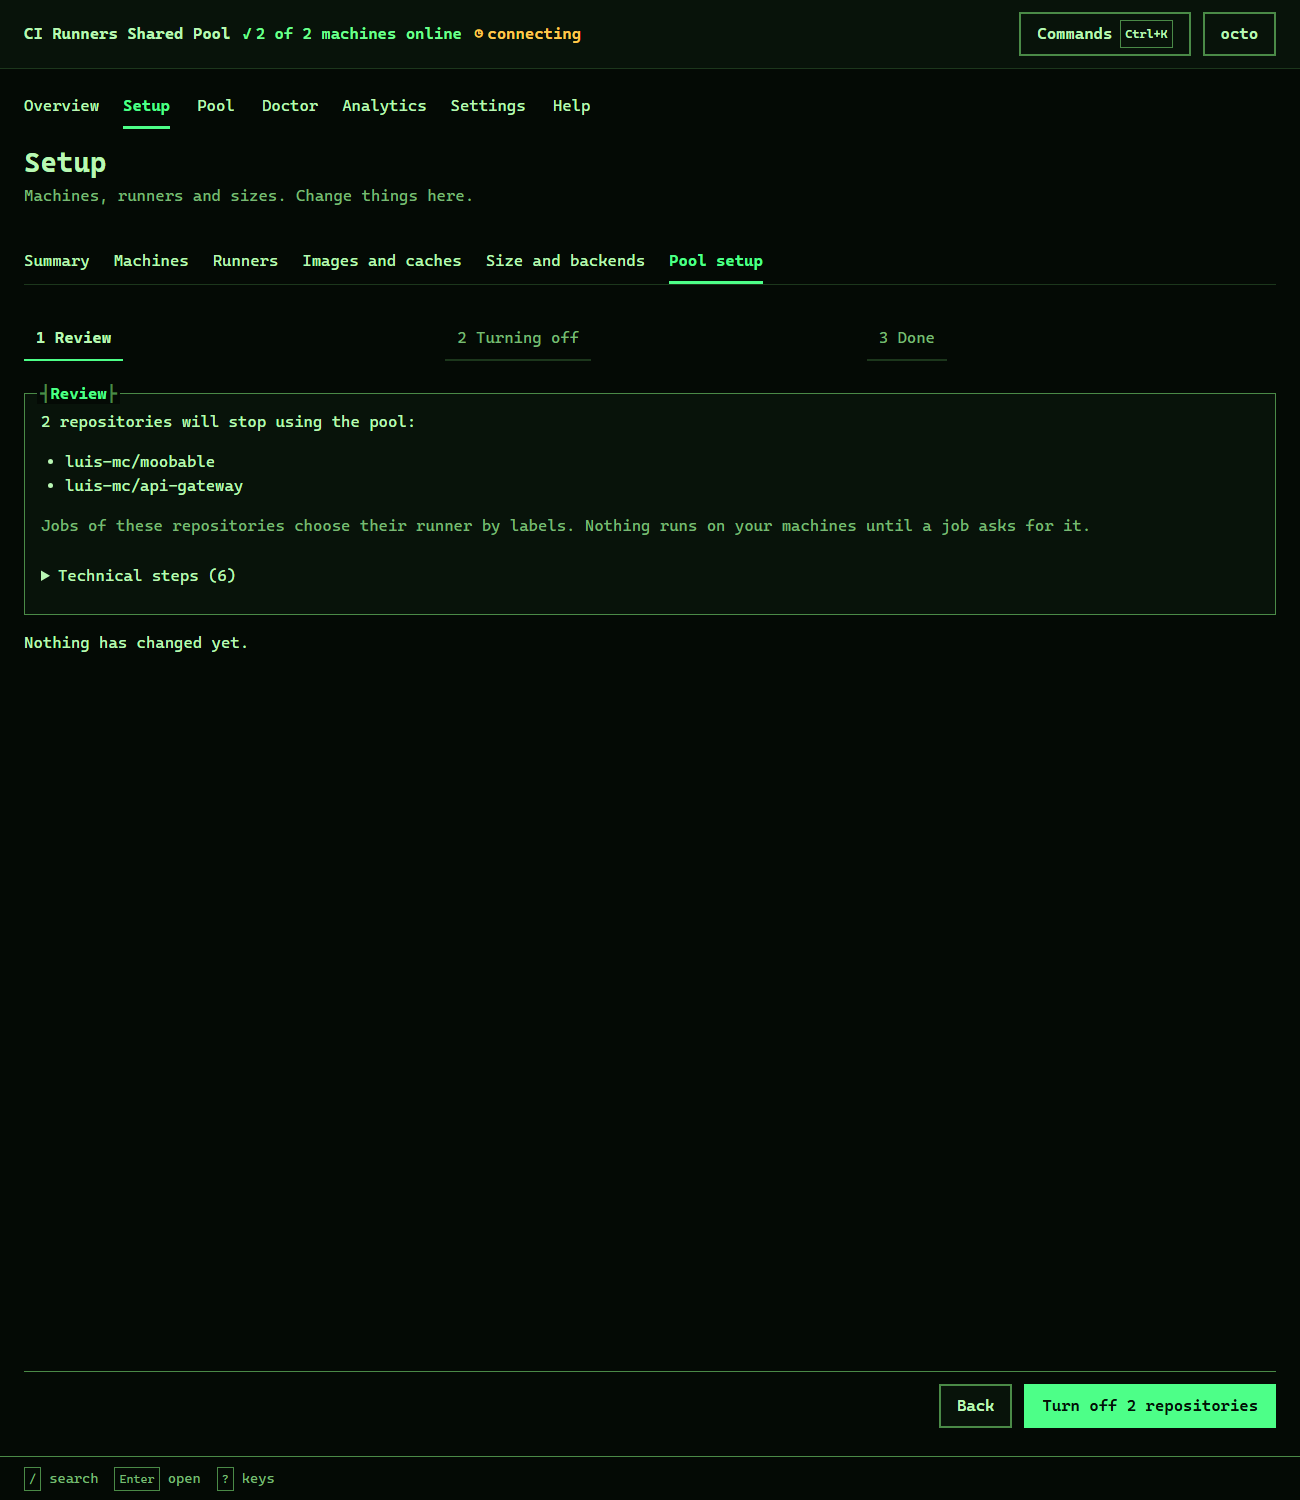 CI Runners Shared Pool ✓ 2 of 2 machines online connecting
Commands Ctrl+K octo
Overview Setup Pool Doctor Analytics Settings Help
Setup
Machines, runners and sizes. Change things here.
Summary Machines Runners Images and caches Size and backends Pool setup
1 Review 2 Turning off 3 Done
Review
2 repositories will stop using the pool:
• luis-mc/moobable
• luis-mc/api-gateway
Jobs of these repositories choose their runner by labels. Nothing runs on your machines until a job asks for it.
▶ Technical steps (6)
Nothing has changed yet.
Back Turn off 2 repositories
/ search Enter open ? keys